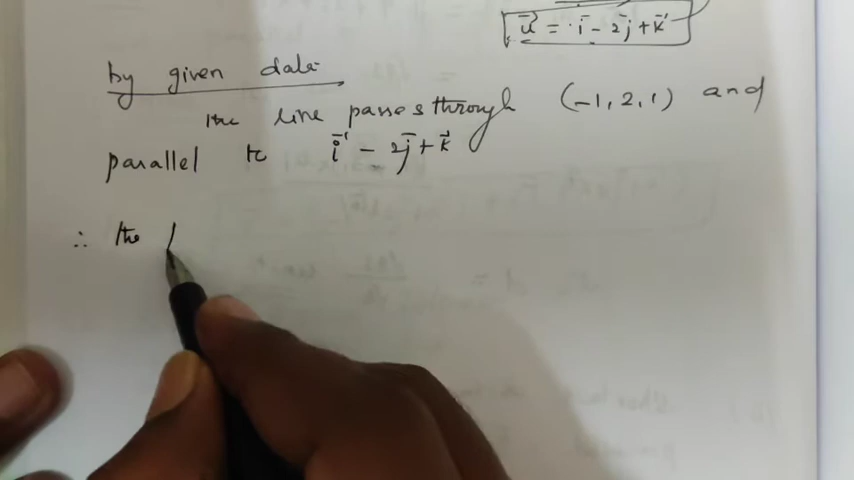 u⃗ = i̅ - 2j̅ + k̅
by given data
the line passes through (-1, 2, 1) and
parallel to i̅ - 2j̅ + k̅
∴ the